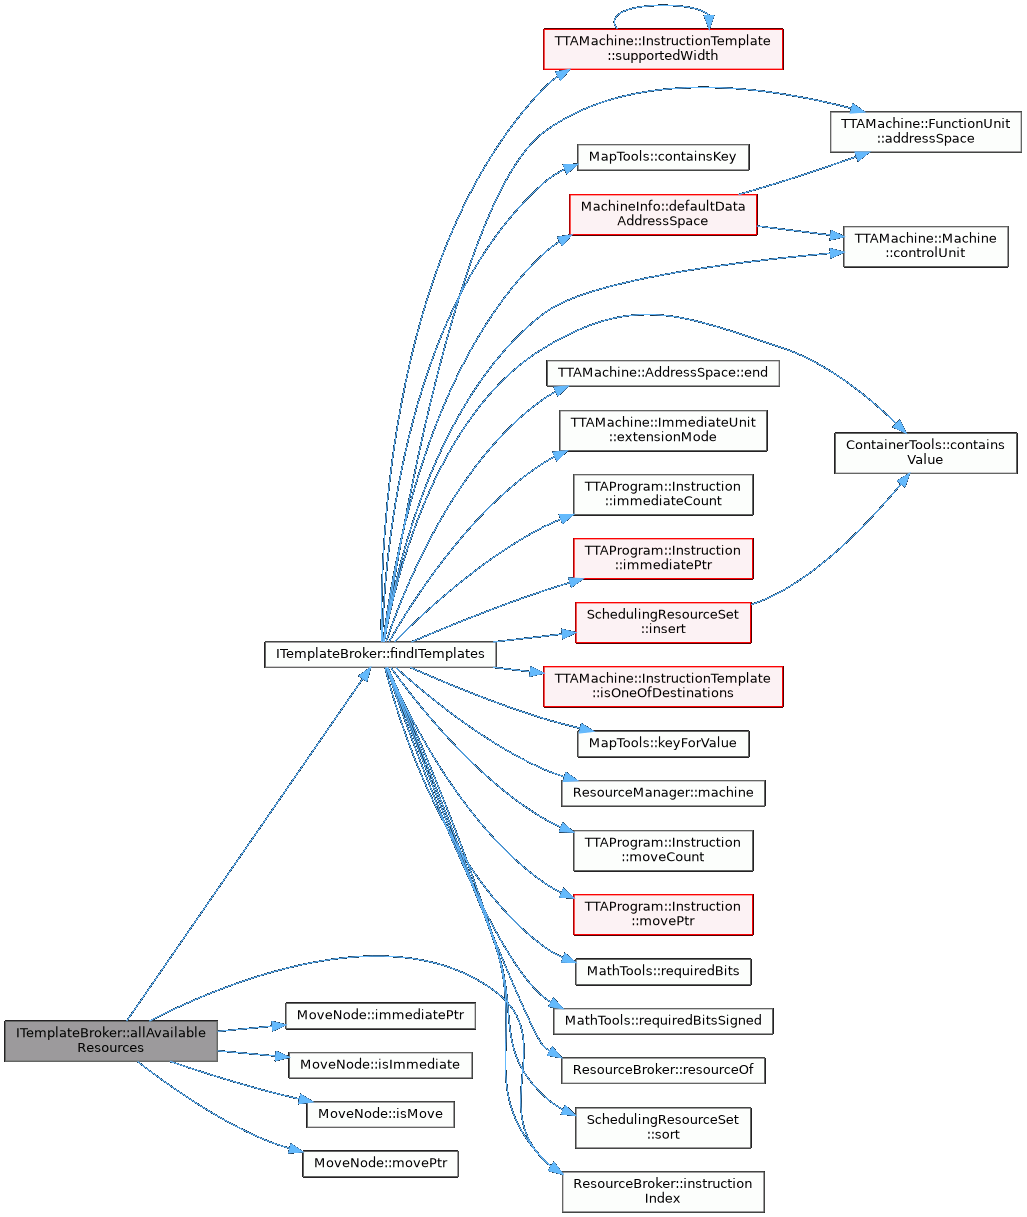 TTAMachine::InstructionTemplate
::supportedWidth
TTAMachine::FunctionUnit
::addressSpace
MapTools::containsKey
MachineInfo::defaultData
AddressSpace
TTAMachine::Machine
::controlUnit
TTAMachine::AddressSpace::end
TTAMachine::ImmediateUnit
::extensionMode
ContainerTools::contains
Value
TTAProgram::Instruction
::immediateCount
TTAProgram::Instruction
::immediatePtr
SchedulingResourceSet
::insert
ITemplateBroker::findITemplates
TTAMachine::InstructionTemplate
::isOneOfDestinations
MapTools::keyForValue
ResourceManager::machine
TTAProgram::Instruction
::moveCount
TTAProgram::Instruction
::movePtr
MathTools::requiredBits
MathTools::requiredBitsSigned
ITemplateBroker::allAvailable
Resources
MoveNode::immediatePtr
MoveNode::isImmediate
ResourceBroker::resourceOf
MoveNode::isMove
SchedulingResourceSet
::sort
MoveNode::movePtr
ResourceBroker::instruction
Index